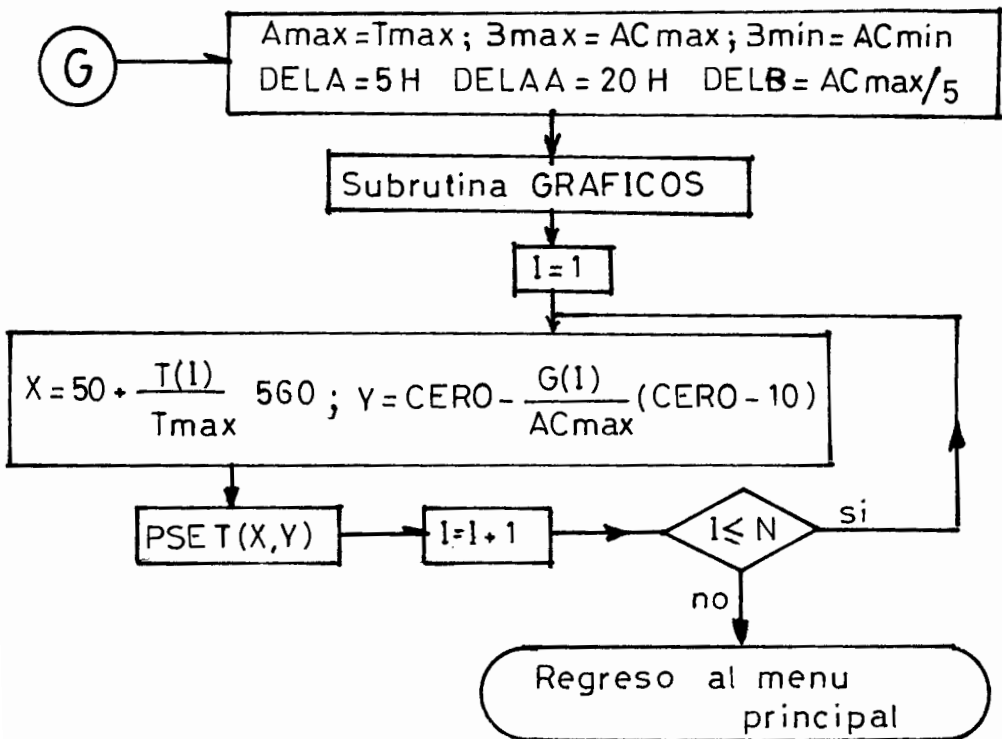 G
Amax=Tmax; Bmax=ACmax; Bmin=ACmin
DELA=5H DELAA=20H DELB=ACmax/5
Subrutina GRAFICOS
I=1
X=50+T(I)/Tmax 560; Y=CERO-G(I)/ACmax(CERO-10)
PSET(X,Y)
I=I+1
I≤N
si
no
Regreso al menu
principal